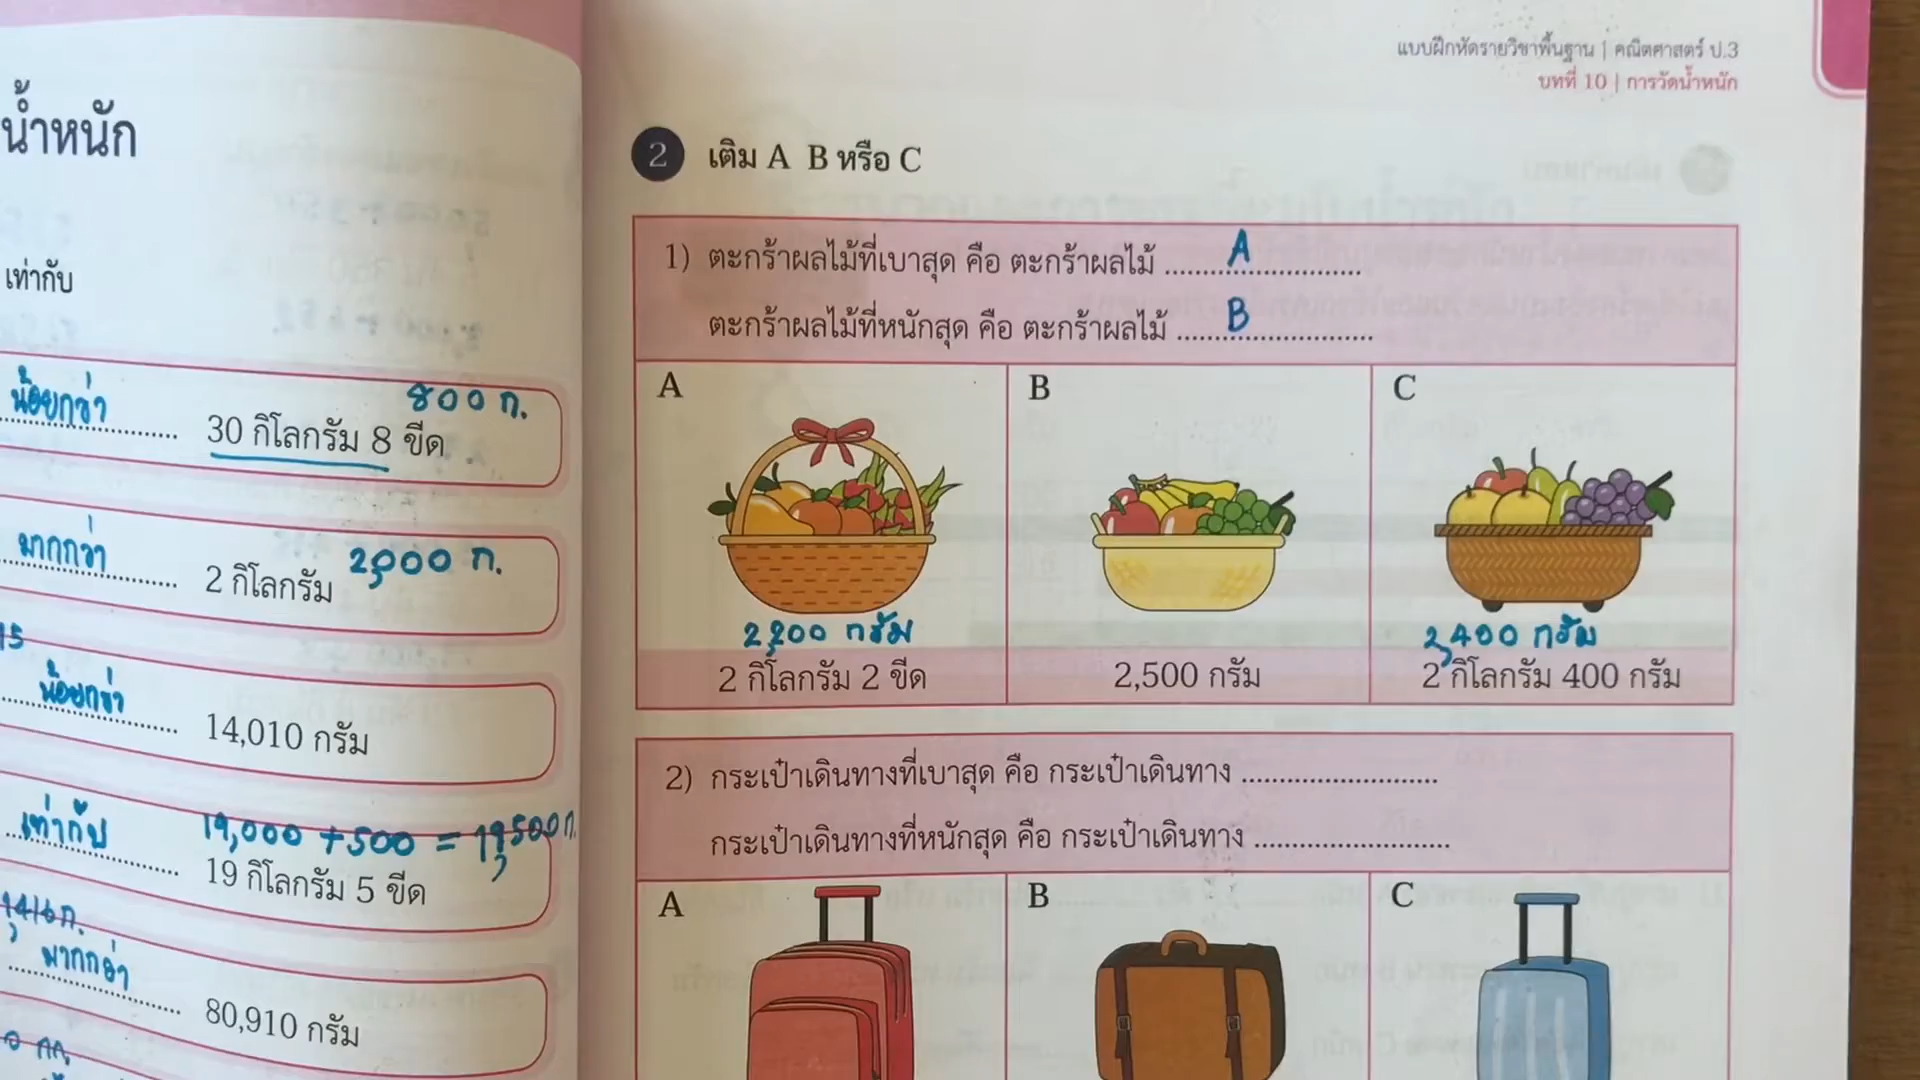 น้ำหนัก
เท่ากับ
น้อยกว่า
800 ก.
30 กิโลกรัม 8 ขีด
มากกว่า
2,000 ก.
2 กิโลกรัม
15
น้อยกว่า
14,010 กรัม
เท่ากับ
19,000 + 500 = 19,500 ก.
19 กิโลกรัม 5 ขีด
มากกว่า
80,910 กรัม
แบบฝึกหัดรายวิชาพื้นฐาน | คณิตศาสตร์ ป.3
บทที่ 10 | การวัดน้ำหนัก
2 เติม A B หรือ C
1) ตะกร้าผลไม้ที่เบาสุด คือ ตะกร้าผลไม้ ..... A .....
ตะกร้าผลไม้ที่หนักสุด คือ ตะกร้าผลไม้ ..... B .....
A B C
2,200 กรัม 2,400 กรัม
2 กิโลกรัม 2 ขีด 2,500 กรัม 2 กิโลกรัม 400 กรัม
2) กระเป๋าเดินทางที่เบาสุด คือ กระเป๋าเดินทาง ..........................
กระเป๋าเดินทางที่หนักสุด คือ กระเป๋าเดินทาง ..........................
A B C